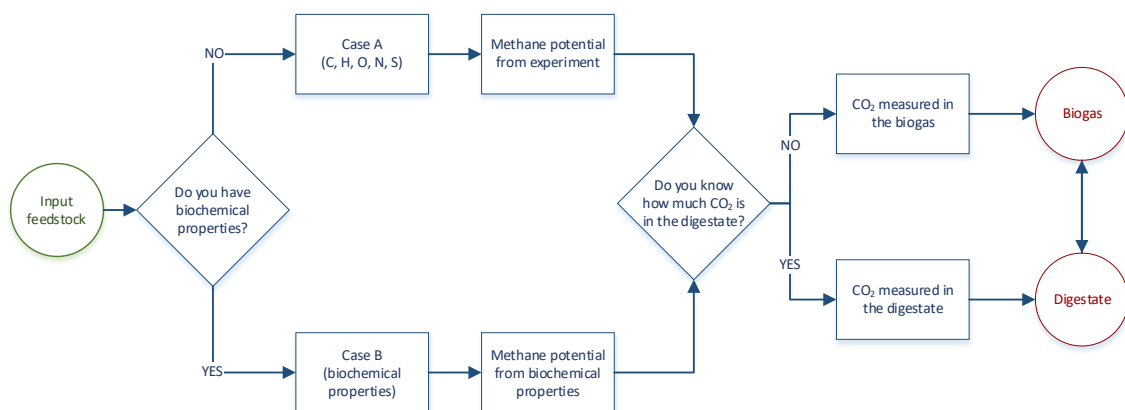 Input
feedstock
Do you have
biochemical
properties?
NO
Case A
(C, H, O, N, S)
Methane potential
from experiment
YES
Case B
(biochemical
properties)
Methane potential
from biochemical
properties
Do you know
how much CO₂ is
in the digestate?
NO
CO₂ measured in
the biogas
Biogas
YES
CO₂ measured in
the digestate
Digestate